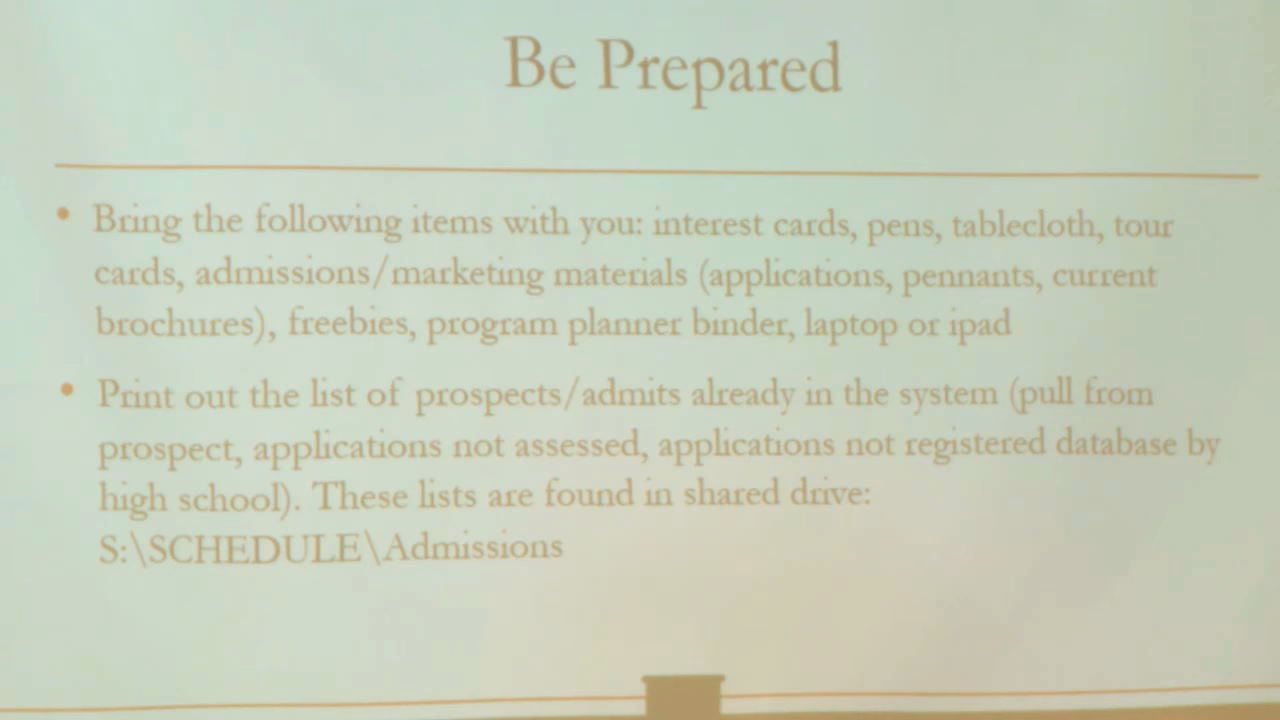 Be Prepared
• Bring the following items with you: interest cards, pens, tablecloth, tour
cards, admissions/marketing materials (applications, pennants, current
brochures), freebies, program planner binder, laptop or ipad
• Print out the list of prospects/admits already in the system (pull from
prospect, applications not assessed, applications not registered database by
high school). These lists are found in shared drive:
S:\SCHEDULE\Admissions